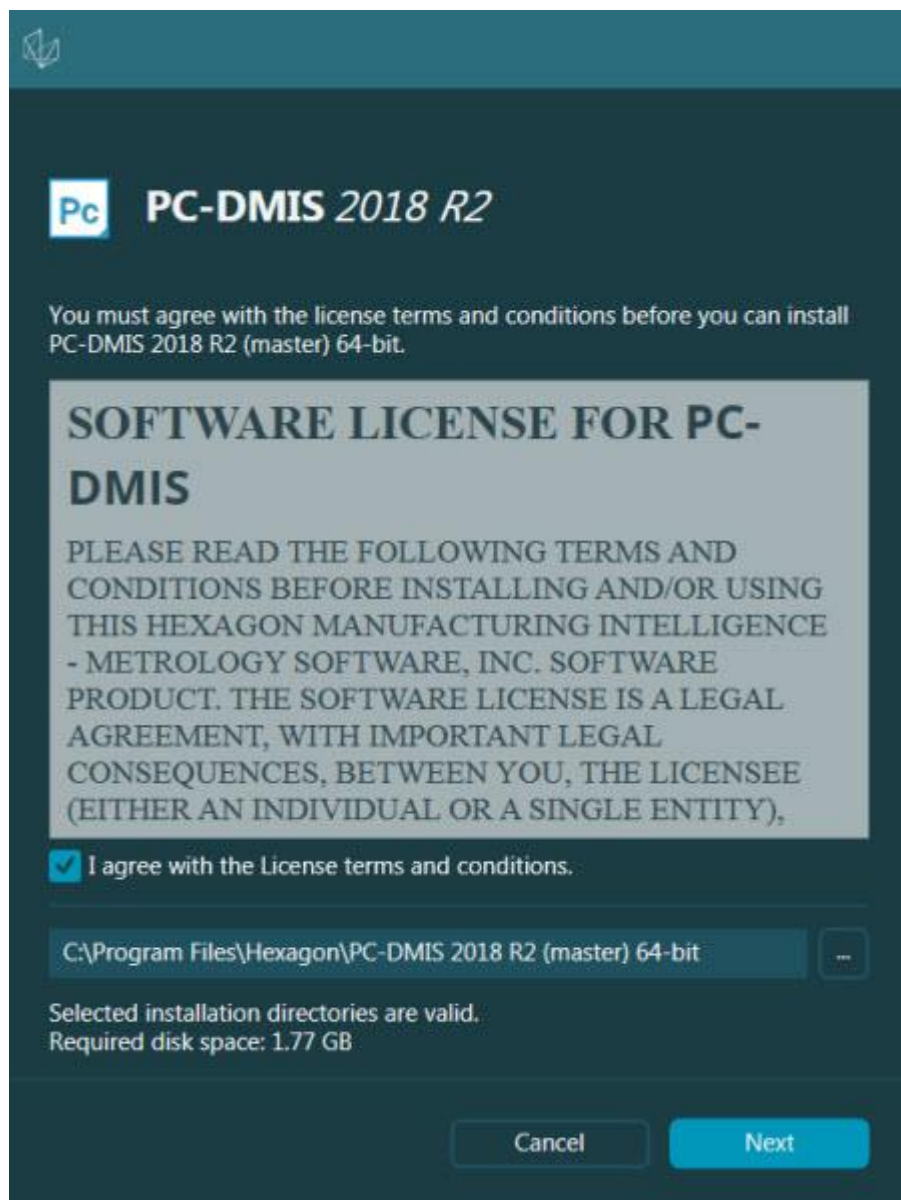 Pc PC-DMIS 2018 R2
You must agree with the license terms and conditions before you can install
PC-DMIS 2018 R2 (master) 64-bit.
SOFTWARE LICENSE FOR PC-
DMIS
PLEASE READ THE FOLLOWING TERMS AND
CONDITIONS BEFORE INSTALLING AND/OR USING
THIS HEXAGON MANUFACTURING INTELLIGENCE
- METROLOGY SOFTWARE, INC. SOFTWARE
PRODUCT. THE SOFTWARE LICENSE IS A LEGAL
AGREEMENT, WITH IMPORTANT LEGAL
CONSEQUENCES, BETWEEN YOU, THE LICENSEE
(EITHER AN INDIVIDUAL OR A SINGLE ENTITY),
I agree with the License terms and conditions.
C:\Program Files\Hexagon\PC-DMIS 2018 R2 (master) 64-bit ...
Selected installation directories are valid.
Required disk space: 1.77 GB
Cancel Next